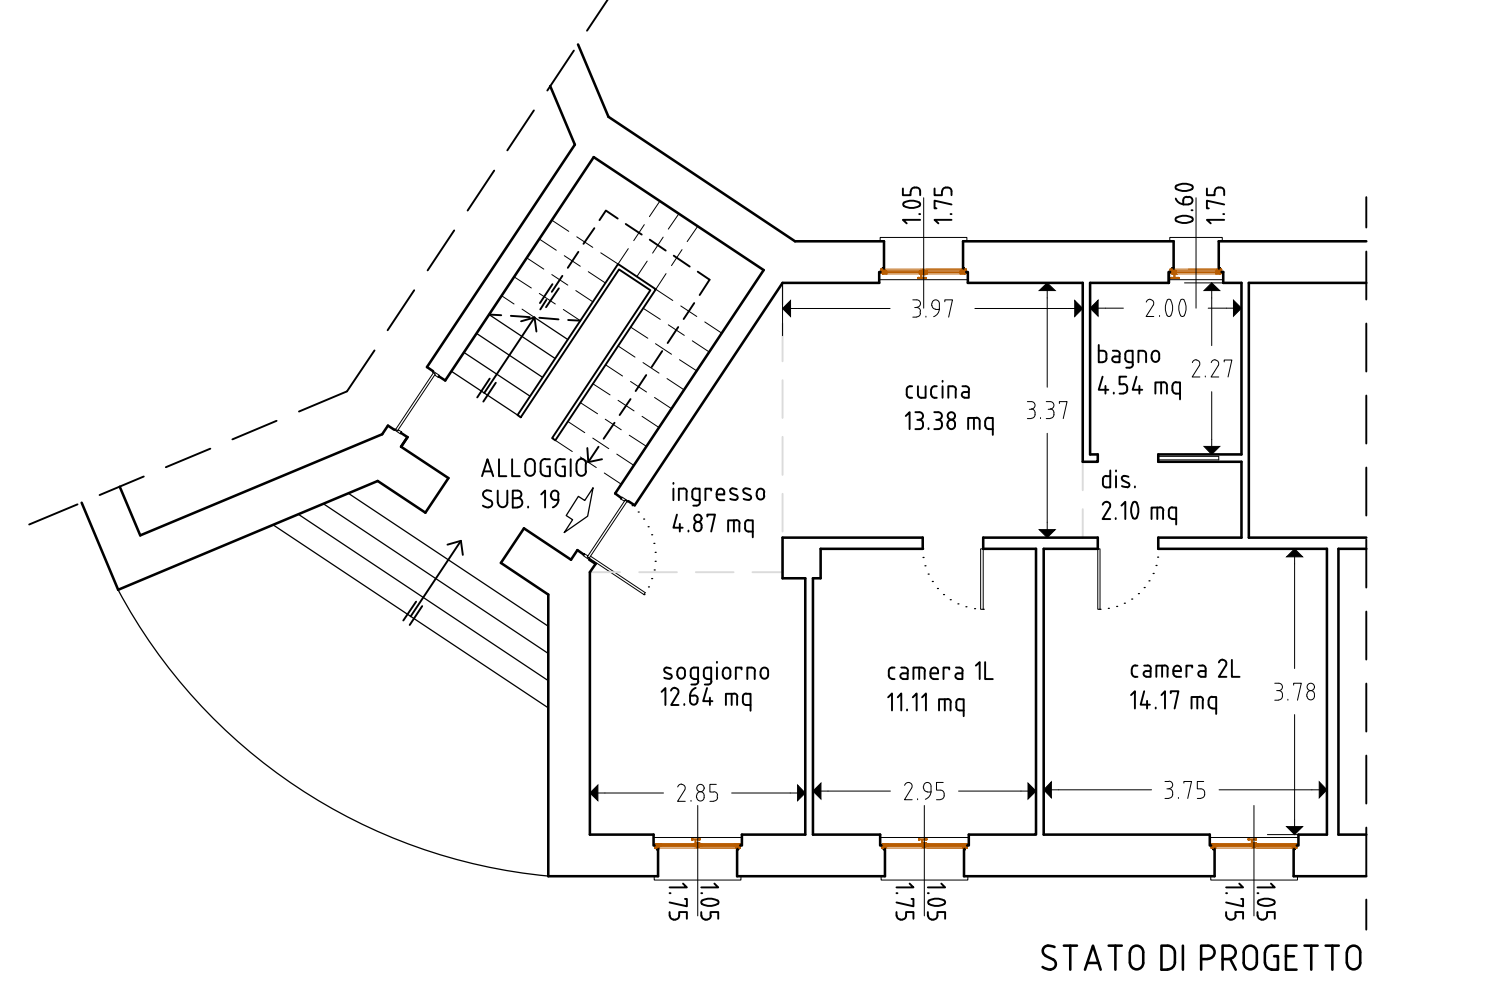 1.05
1.75
0.60
1.75
3.97
2.00
bagno
4.54 mq
2.27
cucina
13.38 mq
3.37
ALLOGGIO
SUB. 19
ingresso
4.87 mq
dis.
2.10 mq
soggiorno
12.64 mq
camera 1L
11.11 mq
camera 2L
14.17 mq
3.78
2.85
2.95
3.75
1.05
1.75
1.05
1.75
1.05
1.75
STATO DI PROGETTO